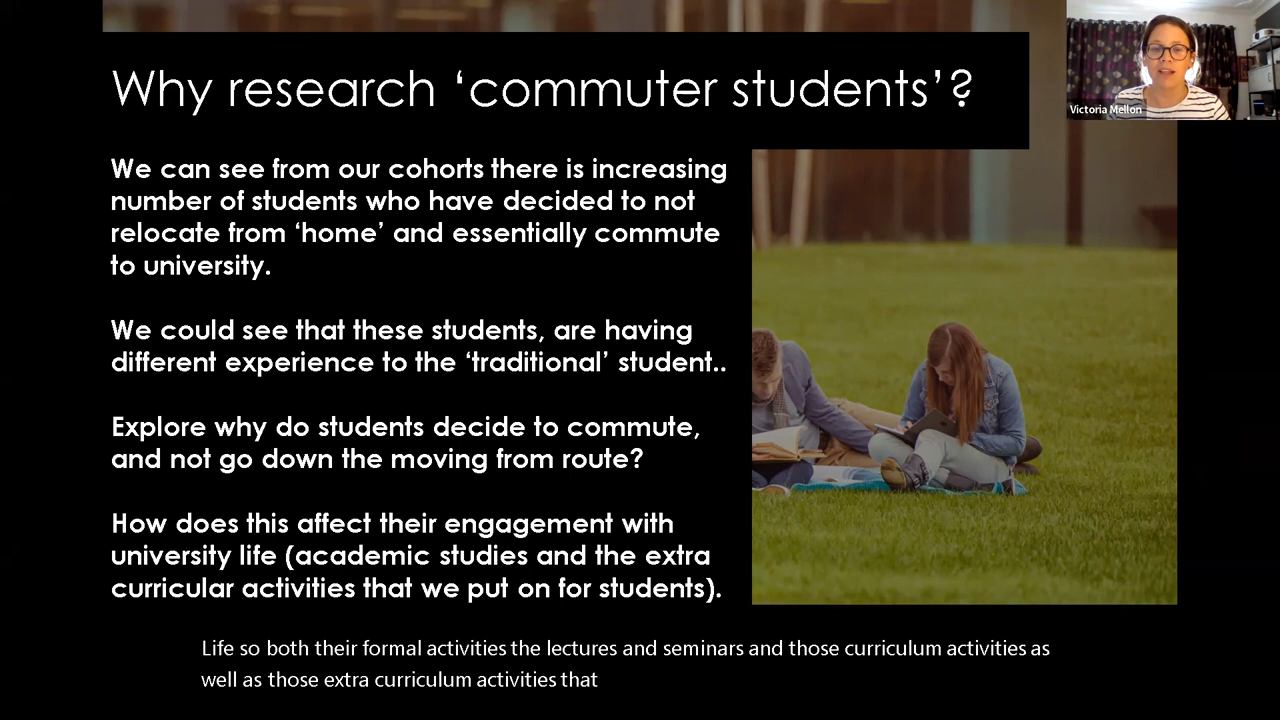 Why research ‘commuter students’?
Victoria Mellon
We can see from our cohorts there is increasing
number of students who have decided to not
relocate from ‘home’ and essentially commute
to university.
We could see that these students, are having
different experience to the ‘traditional’ student..
Explore why do students decide to commute,
and not go down the moving from route?
How does this affect their engagement with
university life (academic studies and the extra
curricular activities that we put on for students).
Life so both their formal activities the lectures and seminars and those curriculum activities as
well as those extra curriculum activities that